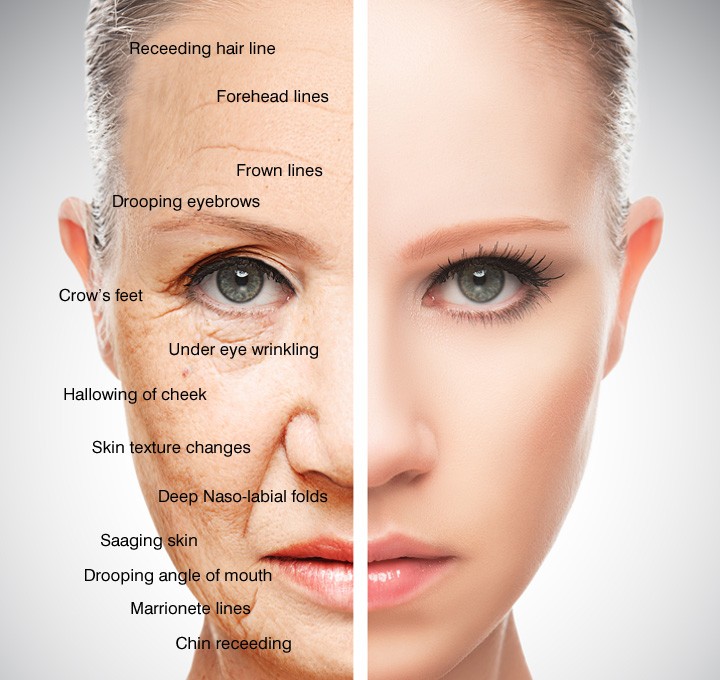 Receeding hair line
Forehead lines
Frown lines
Drooping eyebrows
Crow's feet
Under eye wrinkling
Hallowing of cheek
Skin texture changes
Deep Naso-labial folds
Saaging skin
Drooping angle of mouth
Marrionete lines
Chin receeding